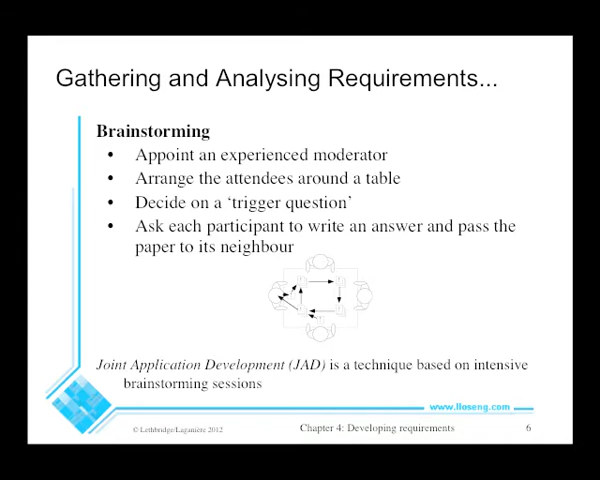 Gathering and Analysing Requirements...
Brainstorming
• Appoint an experienced moderator
• Arrange the attendees around a table
• Decide on a ‘trigger question’
• Ask each participant to write an answer and pass the
paper to its neighbour
Joint Application Development (JAD) is a technique based on intensive
brainstorming sessions
www.lloseng.com
© Lethbridge/Laganière 2012
Chapter 4: Developing requirements
6